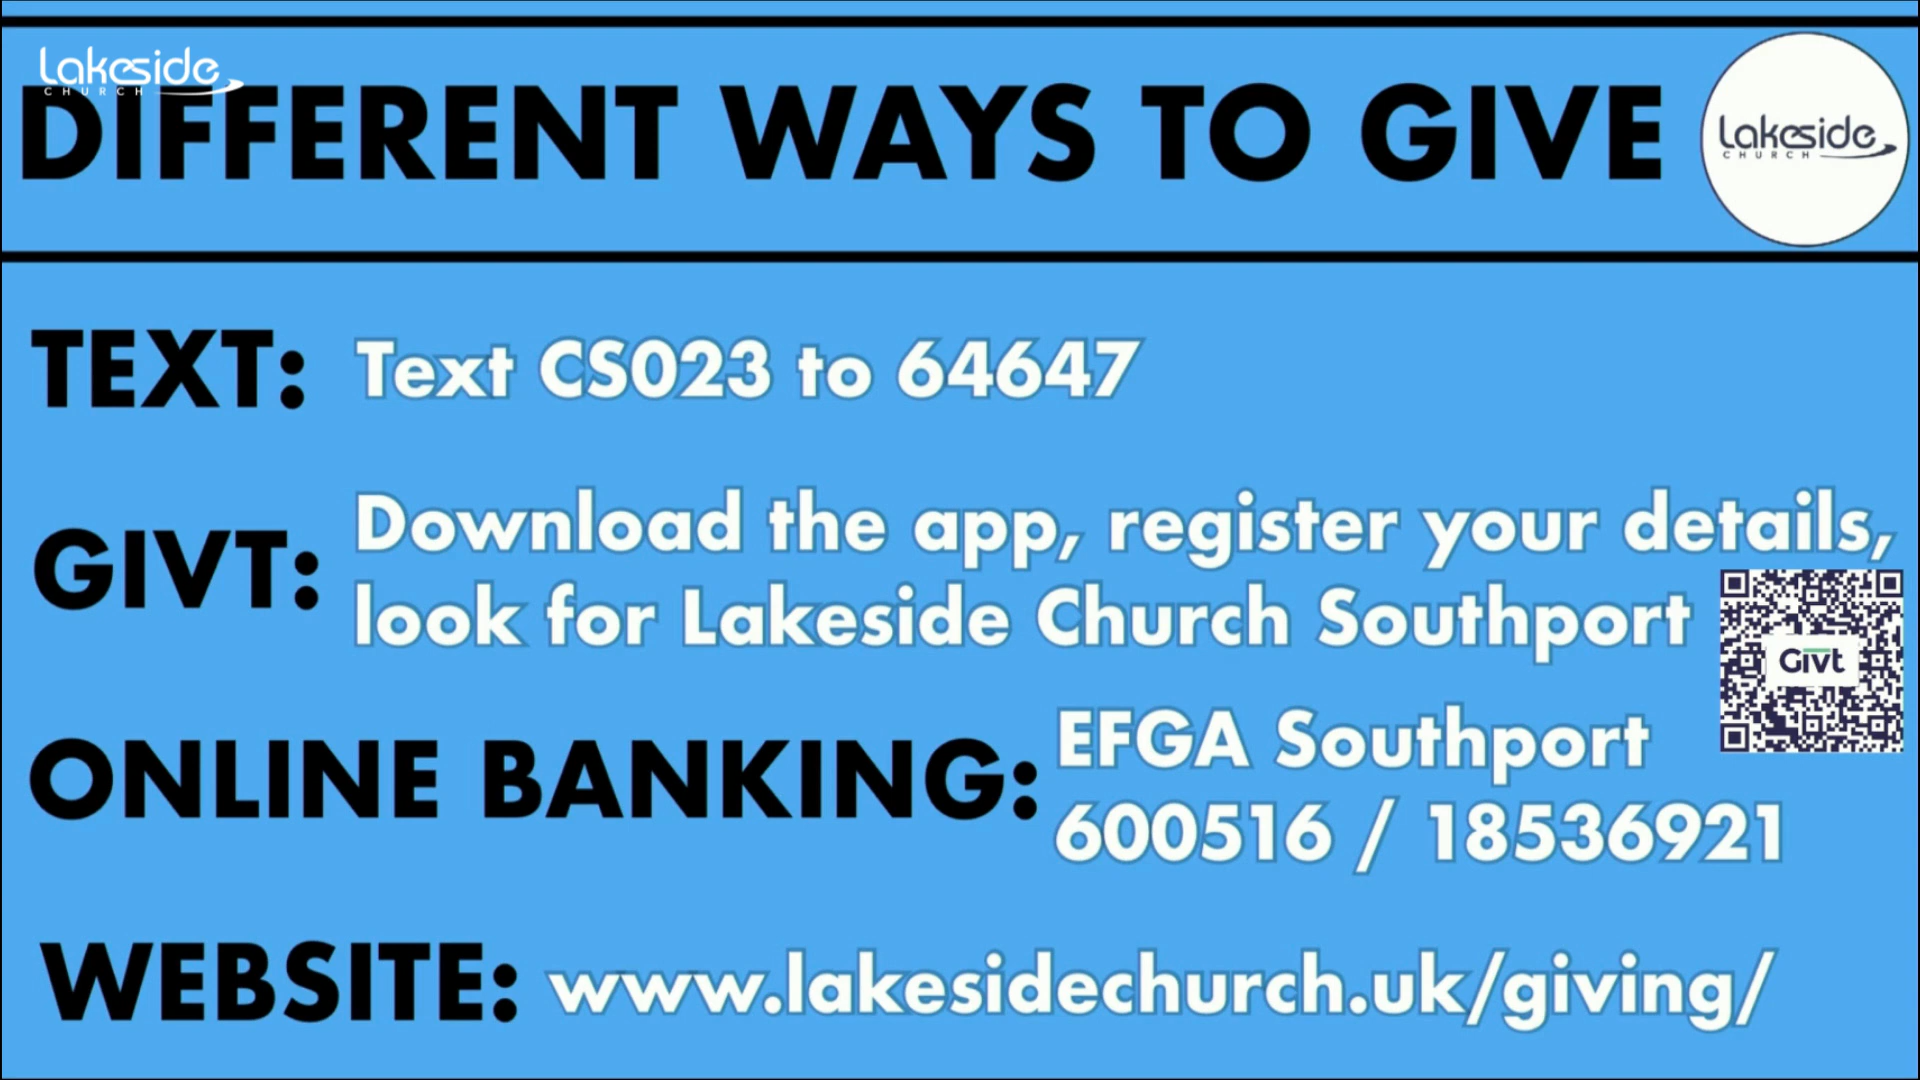 Lakeside
CHURCH
DIFFERENT WAYS TO GIVE
Lakeside
CHURCH
TEXT: Text CS023 to 64647
GIVT: Download the app, register your details,
look for Lakeside Church Southport
Givt
ONLINE BANKING: EFGA Southport
600516 / 18536921
WEBSITE: www.lakesidechurch.uk/giving/